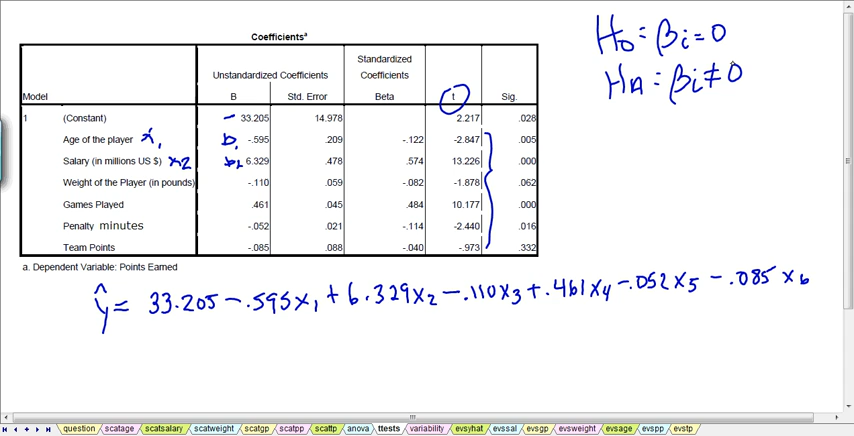 Coefficientsᵃ
H0 = βi = 0
HA = βi ≠ 0
Model Unstandardized Coefficients Standardized Coefficients t Sig.
B Std. Error Beta
1 (Constant) 33.205 14.978 2.217 .028
Age of the player x1 b1 -.595 .209 -.122 -2.847 .005
Salary (in millions US $) x2 b2 6.329 .478 .574 13.226 .000
Weight of the Player (in pounds) -.110 .059 -.082 -1.878 .062
Games Played .461 .045 .484 10.177 .000
Penalty minutes -.052 .021 -.114 -2.440 .016
Team Points -.085 .088 -.040 -.973 .332
a. Dependent Variable: Points Earned
ŷ = 33.205 - .595x1 + 6.329x2 - .110x3 + .461x4 - .052x5 - .085x6
question scatage scatsalary scatweight scatgp scatpp scattp anova ttests variability evsyhat evssal evsgp evsweight evsage evspp evstp